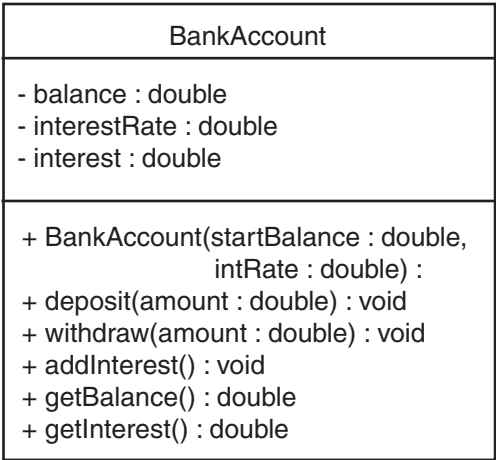 BankAccount
- balance : double
- interestRate : double
- interest : double
+ BankAccount(startBalance : double,
intRate : double) :
+ deposit(amount : double) : void
+ withdraw(amount : double) : void
+ addInterest() : void
+ getBalance() : double
+ getInterest() : double